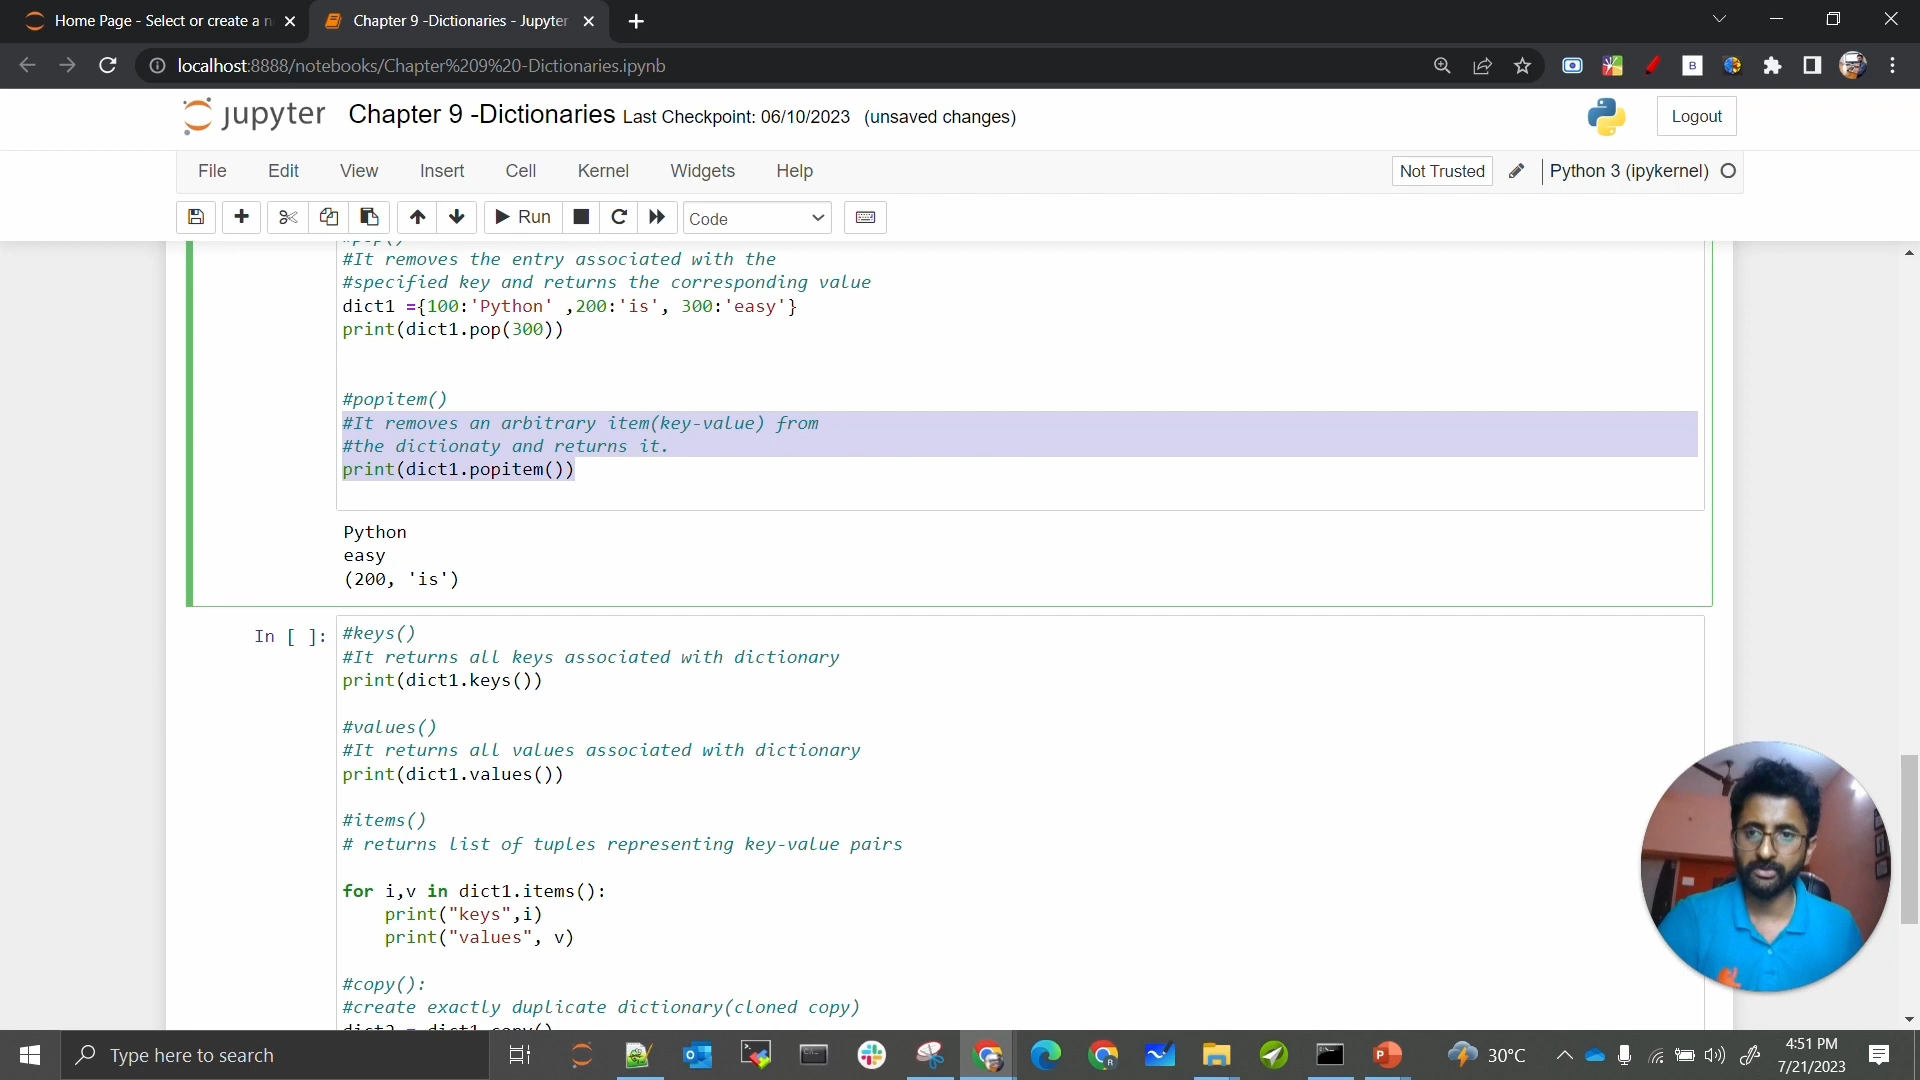 Home Page - Select or create a n
Chapter 9 -Dictionaries - Jupyter
localhost:8888/notebooks/Chapter%209%20-Dictionaries.ipynb
jupyter Chapter 9 -Dictionaries Last Checkpoint: 06/10/2023 (unsaved changes)
Logout
File Edit View Insert Cell Kernel Widgets Help
Not Trusted
Python 3 (ipykernel)
Run
Code
#pop()
#It removes the entry associated with the
#specified key and returns the corresponding value
dict1 ={100:'Python' ,200:'is', 300:'easy'}
print(dict1.pop(300))
#popitem()
#It removes an arbitrary item(key-value) from
#the dictionaty and returns it.
print(dict1.popitem())
Python
easy
(200, 'is')
In [ ]:
#keys()
#It returns all keys associated with dictionary
print(dict1.keys())
#values()
#It returns all values associated with dictionary
print(dict1.values())
#items()
# returns list of tuples representing key-value pairs
for i,v in dict1.items():
print("keys",i)
print("values", v)
#copy():
#create exactly duplicate dictionary(cloned copy)
dict2 = dict1.copy()
Type here to search
30°C
4:51 PM
7/21/2023